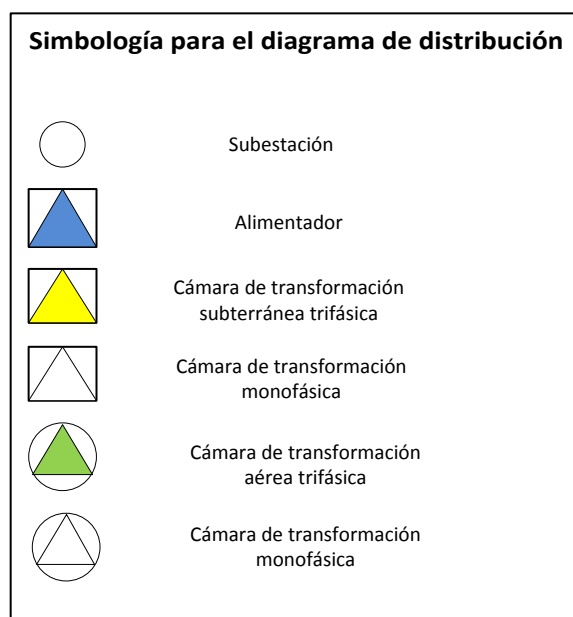 Simbología para el diagrama de distribución
Subestación
Alimentador
Cámara de transformación
subterránea trifásica
Cámara de transformación
monofásica
Cámara de transformación
aérea trifásica
Cámara de transformación
monofásica